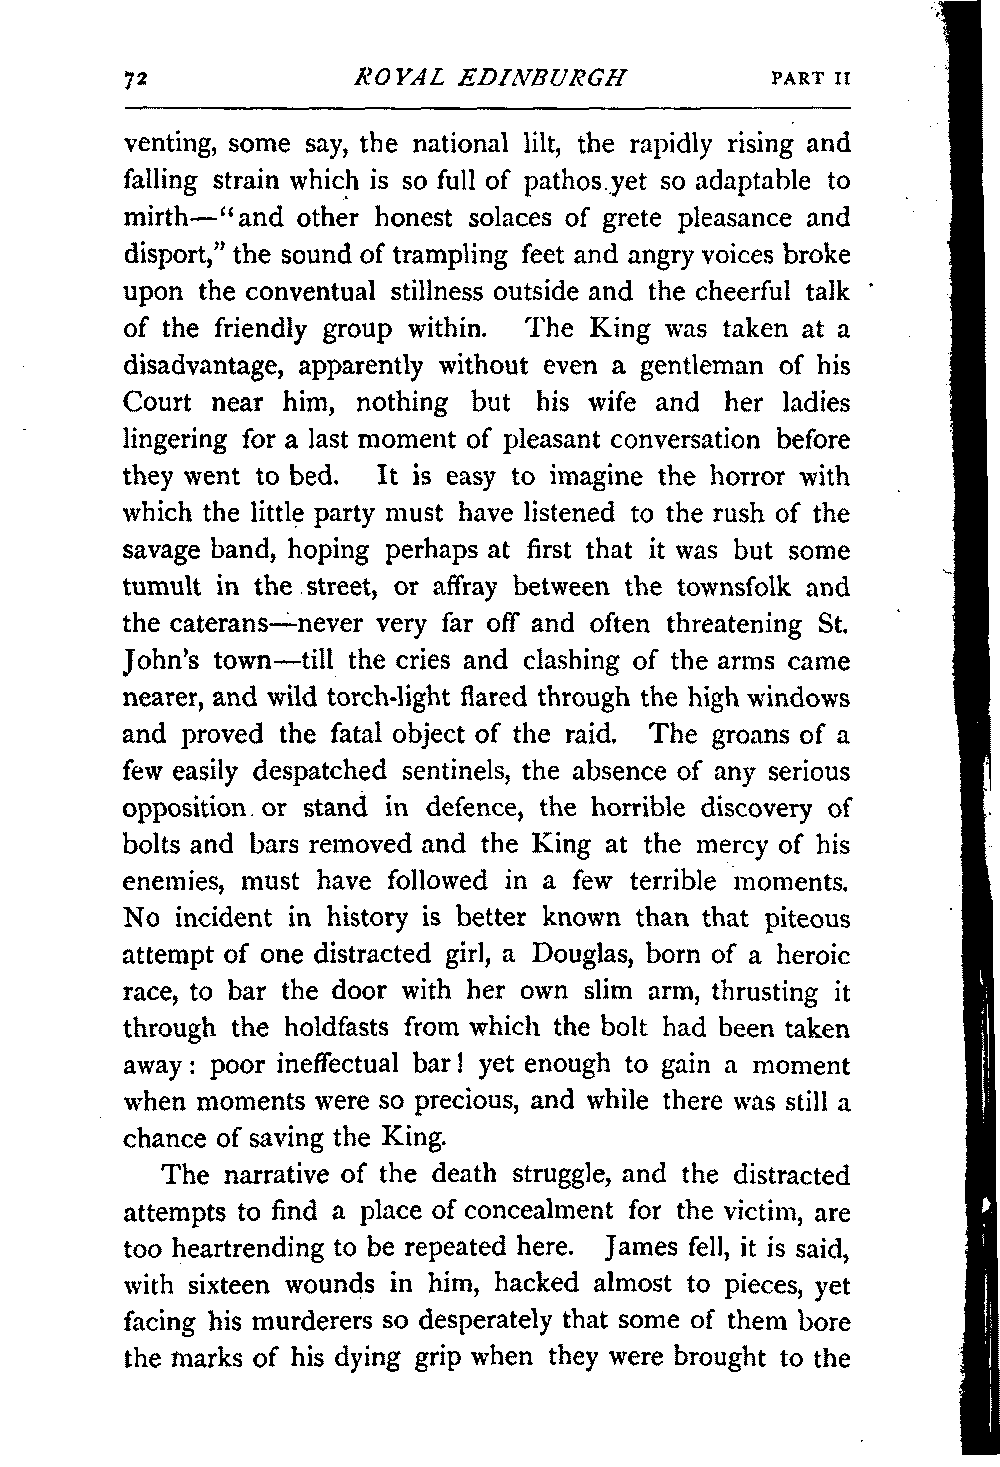 72 ROYAL EDINBURGH PART II
venting, some say, the national lilt, the rapidly rising and
falling strain which is so full of pathos yet so adaptable to
mirth—“and other honest solaces of grete pleasance and
disport,” the sound of trampling feet and angry voices broke
upon the conventual stillness outside and the cheerful talk
of the friendly group within. The King was taken at a
disadvantage, apparently without even a gentleman of his
Court near him, nothing but his wife and her ladies
lingering for a last moment of pleasant conversation before
they went to bed. It is easy to imagine the horror with
which the little party must have listened to the rush of the
savage band, hoping perhaps at first that it was but some
tumult in the street, or affray between the townsfolk and
the caterans—never very far off and often threatening St.
John's town—till the cries and clashing of the arms came
nearer, and wild torch-light flared through the high windows
and proved the fatal object of the raid. The groans of a
few easily despatched sentinels, the absence of any serious
opposition or stand in defence, the horrible discovery of
bolts and bars removed and the King at the mercy of his
enemies, must have followed in a few terrible moments.
No incident in history is better known than that piteous
attempt of one distracted girl, a Douglas, born of a heroic
race, to bar the door with her own slim arm, thrusting it
through the holdfasts from which the bolt had been taken
away: poor ineffectual bar! yet enough to gain a moment
when moments were so precious, and while there was still a
chance of saving the King.
The narrative of the death struggle, and the distracted
attempts to find a place of concealment for the victim, are
too heartrending to be repeated here. James fell, it is said,
with sixteen wounds in him, hacked almost to pieces, yet
facing his murderers so desperately that some of them bore
the marks of his dying grip when they were brought to the